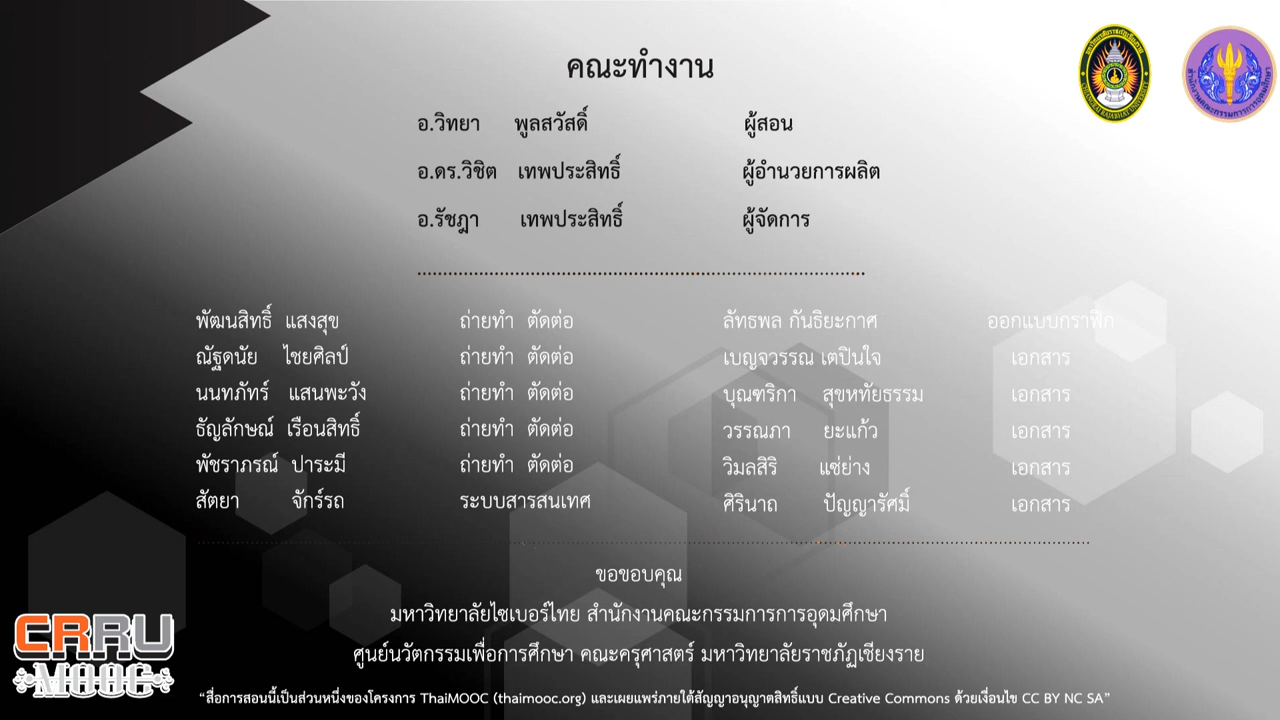 คณะทำงาน
อ.วิทยา พูลสวัสดิ์ ผู้สอน
อ.ดร.วิชิต เทพประสิทธิ์ ผู้อำนวยการผลิต
อ.รัชฎา เทพประสิทธิ์ ผู้จัดการ
พัฒนสิทธิ์ แสงสุข ถ่ายทำ ตัดต่อ ลัทธพล กันธิยะกาศ ออกแบบกราฟิก
ณัฐดนัย ไชยศิลป์ ถ่ายทำ ตัดต่อ เบญจวรรณ เตปินใจ เอกสาร
นนทภัทร์ แสนพะวัง ถ่ายทำ ตัดต่อ บุณฑริกา สุขหทัยธรรม เอกสาร
ธัญลักษณ์ เรือนสิทธิ์ ถ่ายทำ ตัดต่อ วรรณภา ยะแก้ว เอกสาร
พัชราภรณ์ ปาระมี ถ่ายทำ ตัดต่อ วิมลสิริ แซ่ย่าง เอกสาร
สัตยา จักร์รถ ระบบสารสนเทศ ศิรินาถ ปัญญารัศมิ์ เอกสาร
ขอขอบคุณ
มหาวิทยาลัยไซเบอร์ไทย สำนักงานคณะกรรมการการอุดมศึกษา
ศูนย์นวัตกรรมเพื่อการศึกษา คณะครุศาสตร์ มหาวิทยาลัยราชภัฏเชียงราย
CRRU
MOOC
“สื่อการสอนนี้เป็นส่วนหนึ่งของโครงการ ThaiMOOC (thaimooc.org) และเผยแพร่ภายใต้สัญญาอนุญาตสิทธิ์แบบ Creative Commons ด้วยเงื่อนไข CC BY NC SA”